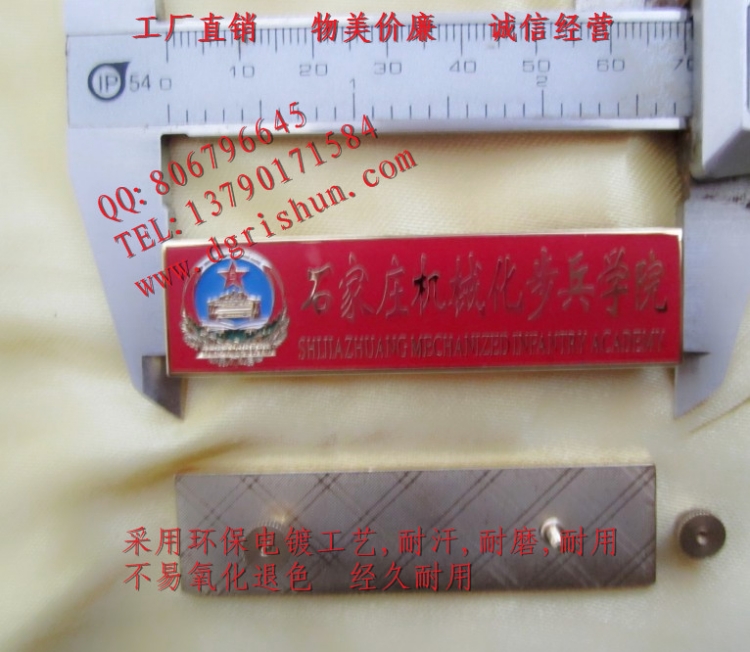 工厂直销 物美价廉 诚信经营
IP 54 0 10 20 30 40 50 60 70
1 2
QQ:806796645
TEL:13790171584
www.dgrishun.com
石家庄机械化步兵学院
SHIJIAZHUANG MECHANIZED INFANTRY ACADEMY
采用环保电镀工艺,耐汗,耐磨,耐用
不易氧化退色 经久耐用